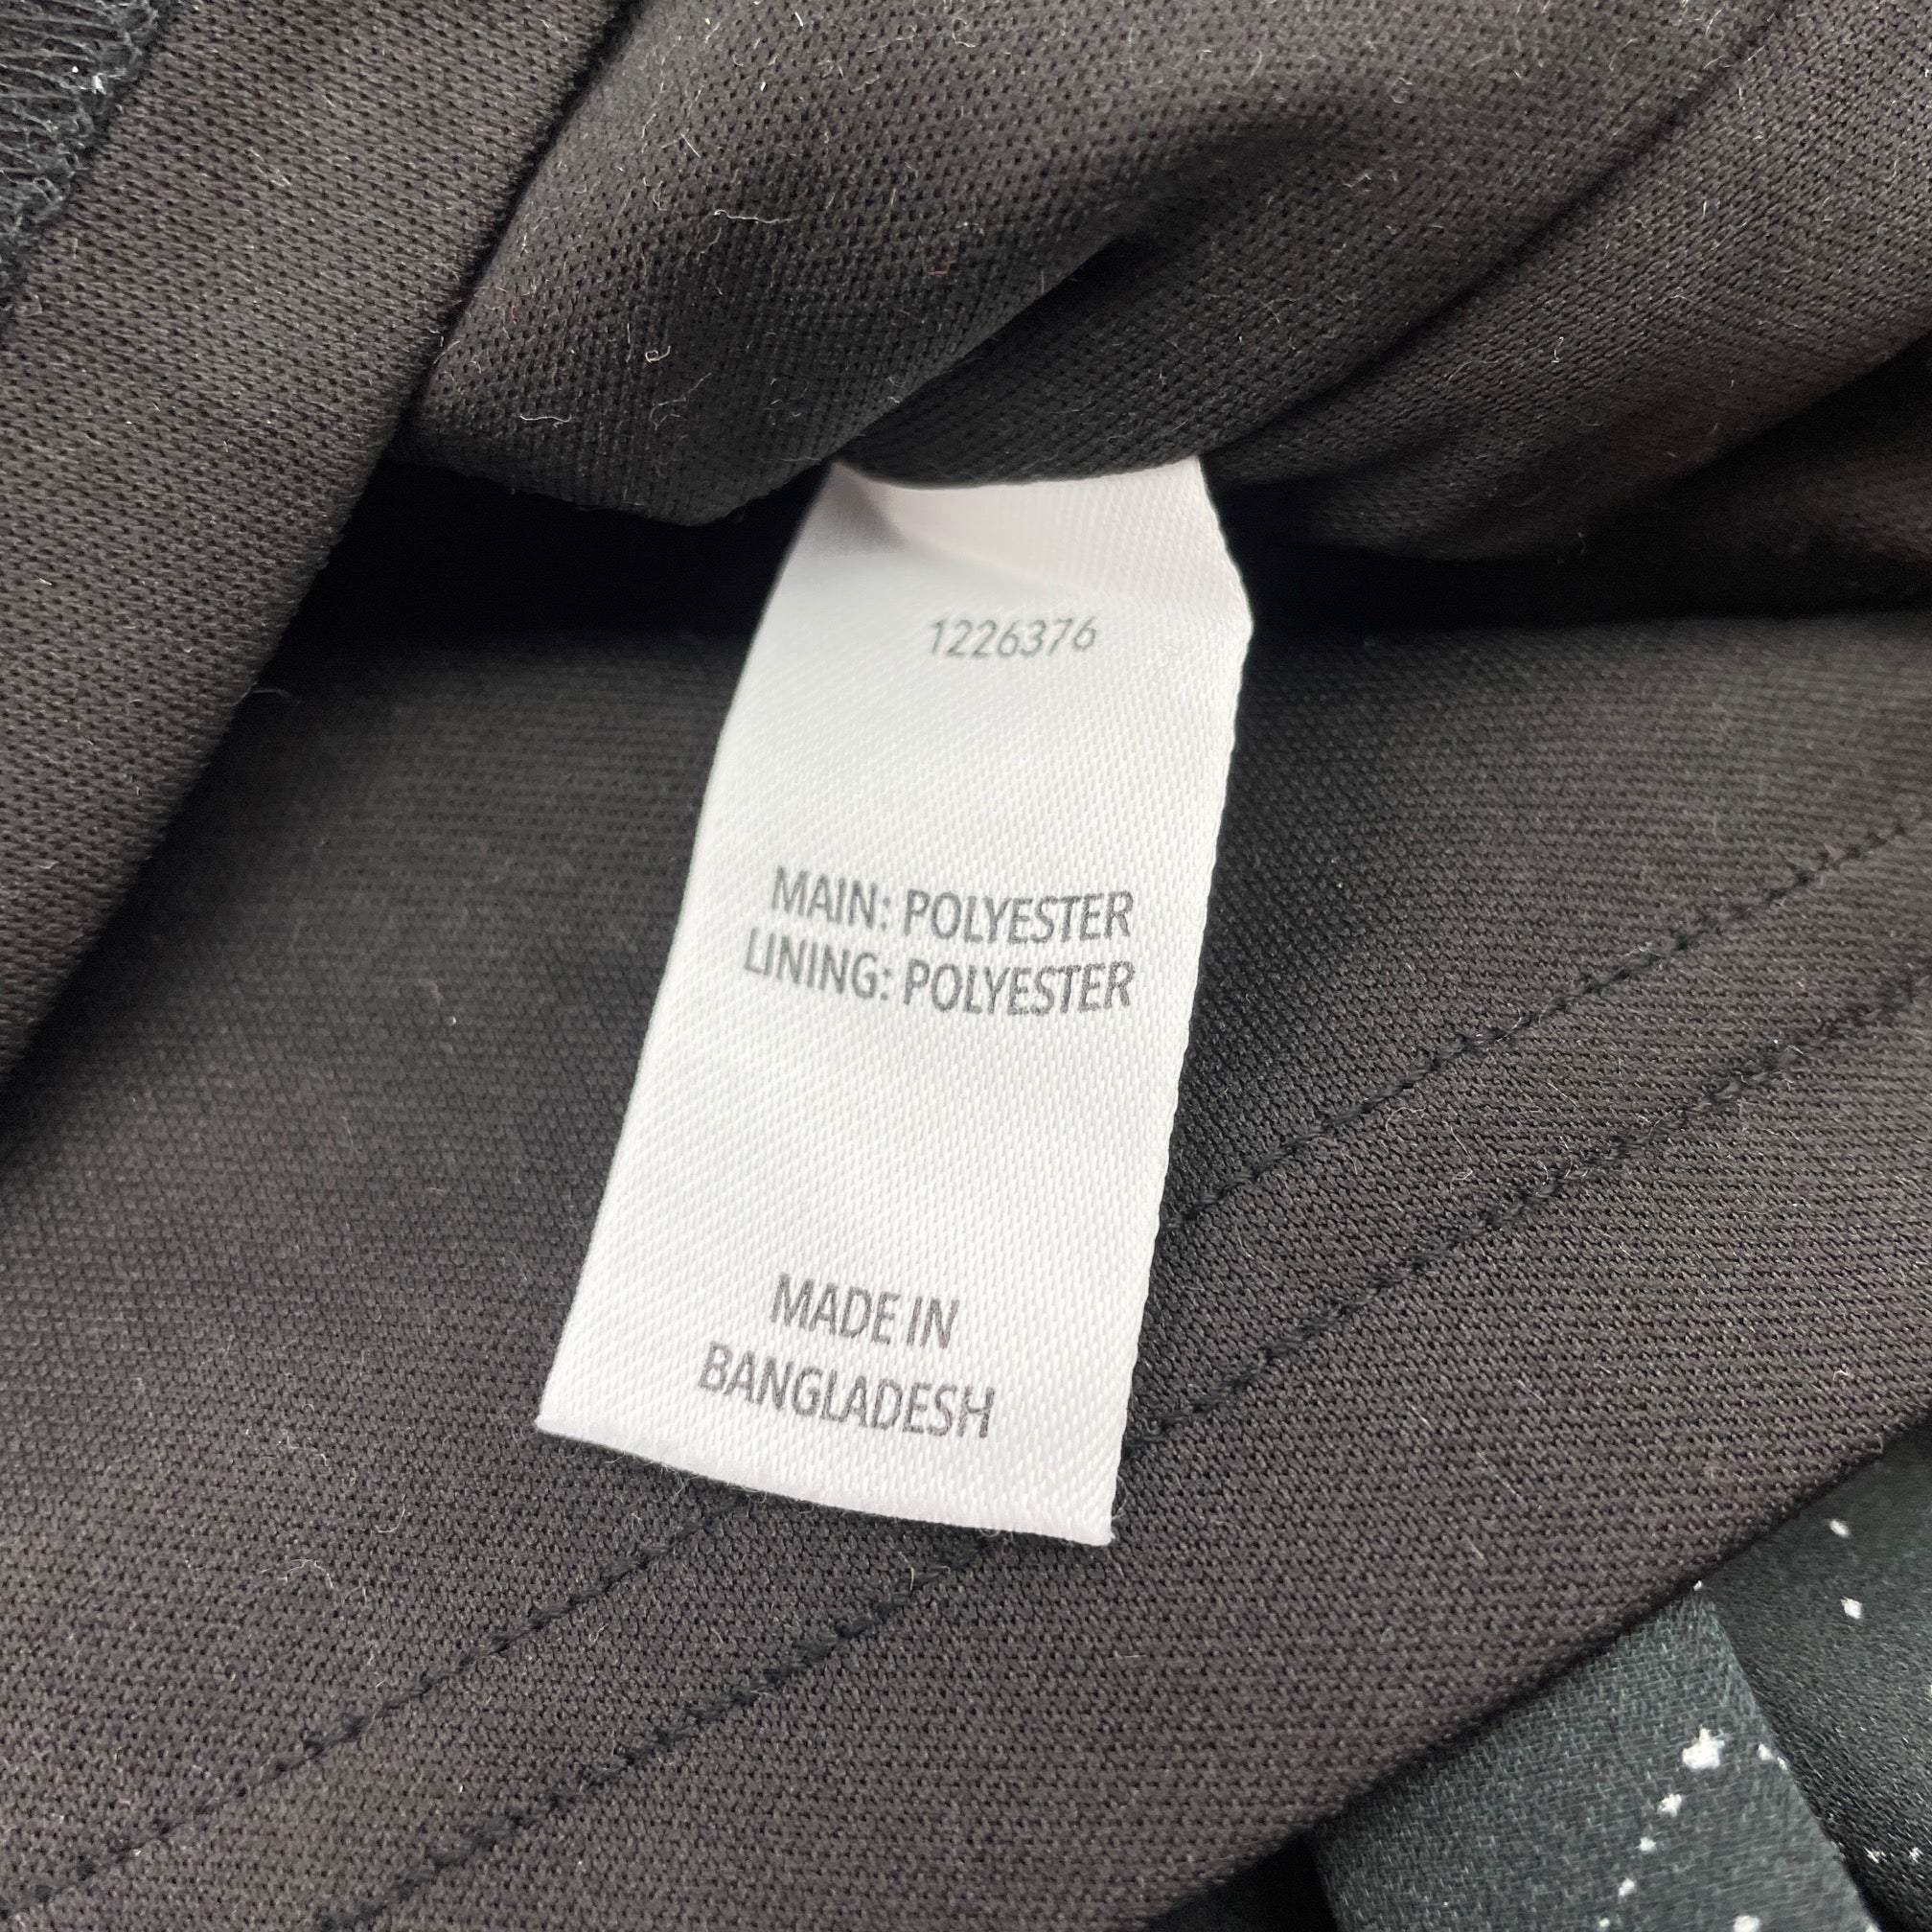 1226376
MAIN: POLYESTER
LINING: POLYESTER
MADE IN
BANGLADESH